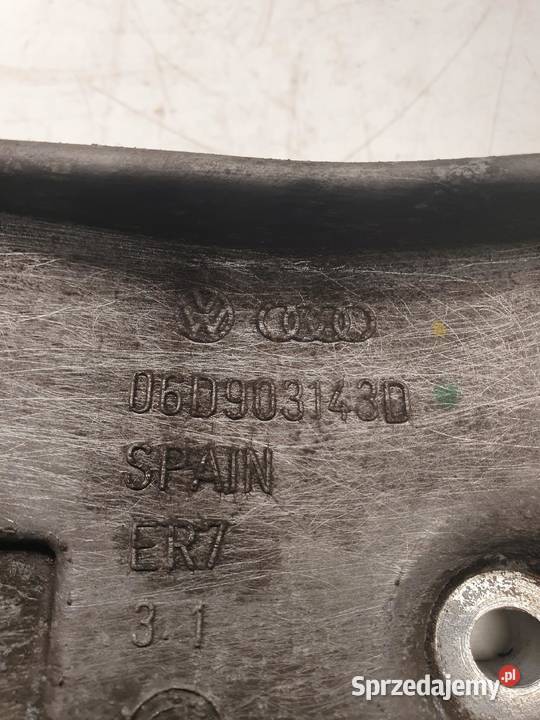 06D903143D
SPAIN
ER7
3.1
Sprzedajemy.pl